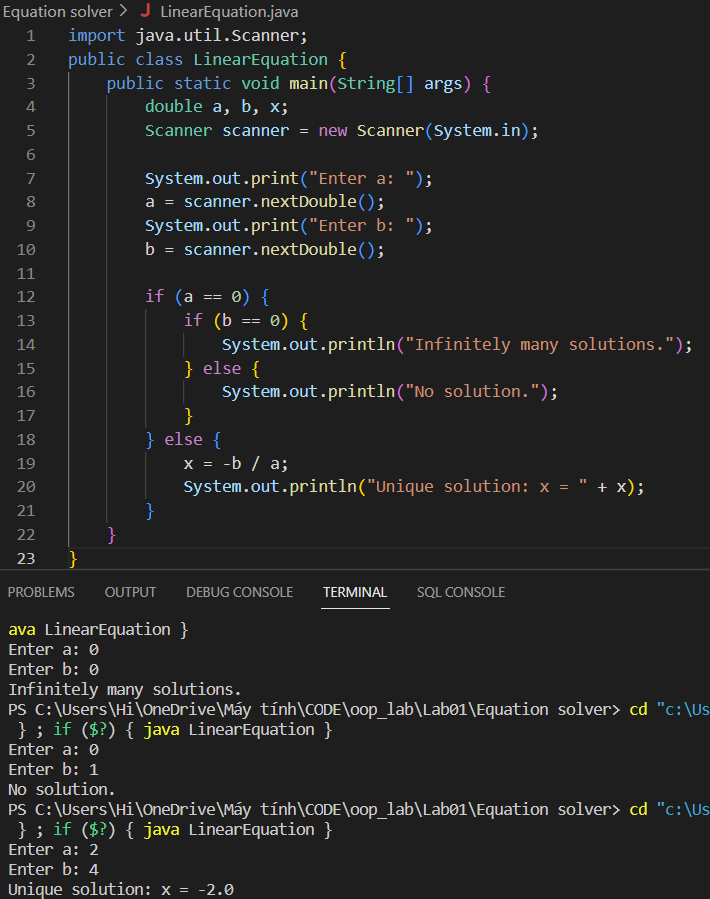 Equation solver > J LinearEquation.java
1 import java.util.Scanner;
2 public class LinearEquation {
3 public static void main(String[] args) {
4 double a, b, x;
5 Scanner scanner = new Scanner(System.in);
6
7 System.out.print("Enter a: ");
8 a = scanner.nextDouble();
9 System.out.print("Enter b: ");
10 b = scanner.nextDouble();
11
12 if (a == 0) {
13 if (b == 0) {
14 System.out.println("Infinitely many solutions.");
15 } else {
16 System.out.println("No solution.");
17 }
18 } else {
19 x = -b / a;
20 System.out.println("Unique solution: x = " + x);
21 }
22 }
23 }
PROBLEMS OUTPUT DEBUG CONSOLE TERMINAL SQL CONSOLE
ava LinearEquation }
Enter a: 0
Enter b: 0
Infinitely many solutions.
PS C:\Users\Hi\OneDrive\Máy tính\CODE\oop_lab\Lab01\Equation solver> cd "c:\Us
} ; if ($?) { java LinearEquation }
Enter a: 0
Enter b: 1
No solution.
PS C:\Users\Hi\OneDrive\Máy tính\CODE\oop_lab\Lab01\Equation solver> cd "c:\Us
} ; if ($?) { java LinearEquation }
Enter a: 2
Enter b: 4
Unique solution: x = -2.0